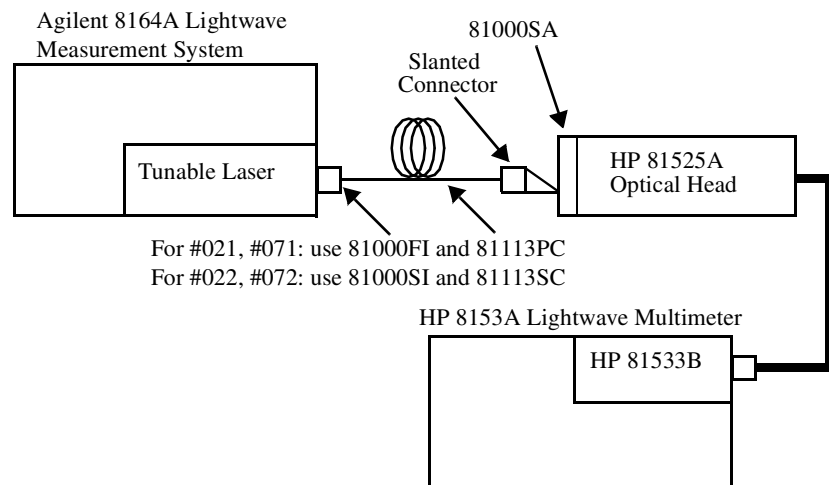 Agilent 8164A Lightwave
Measurement System
81000SA
Slanted
Connector
Tunable Laser
HP 81525A
Optical Head
For #021, #071: use 81000FI and 81113PC
For #022, #072: use 81000SI and 81113SC
HP 8153A Lightwave Multimeter
HP 81533B